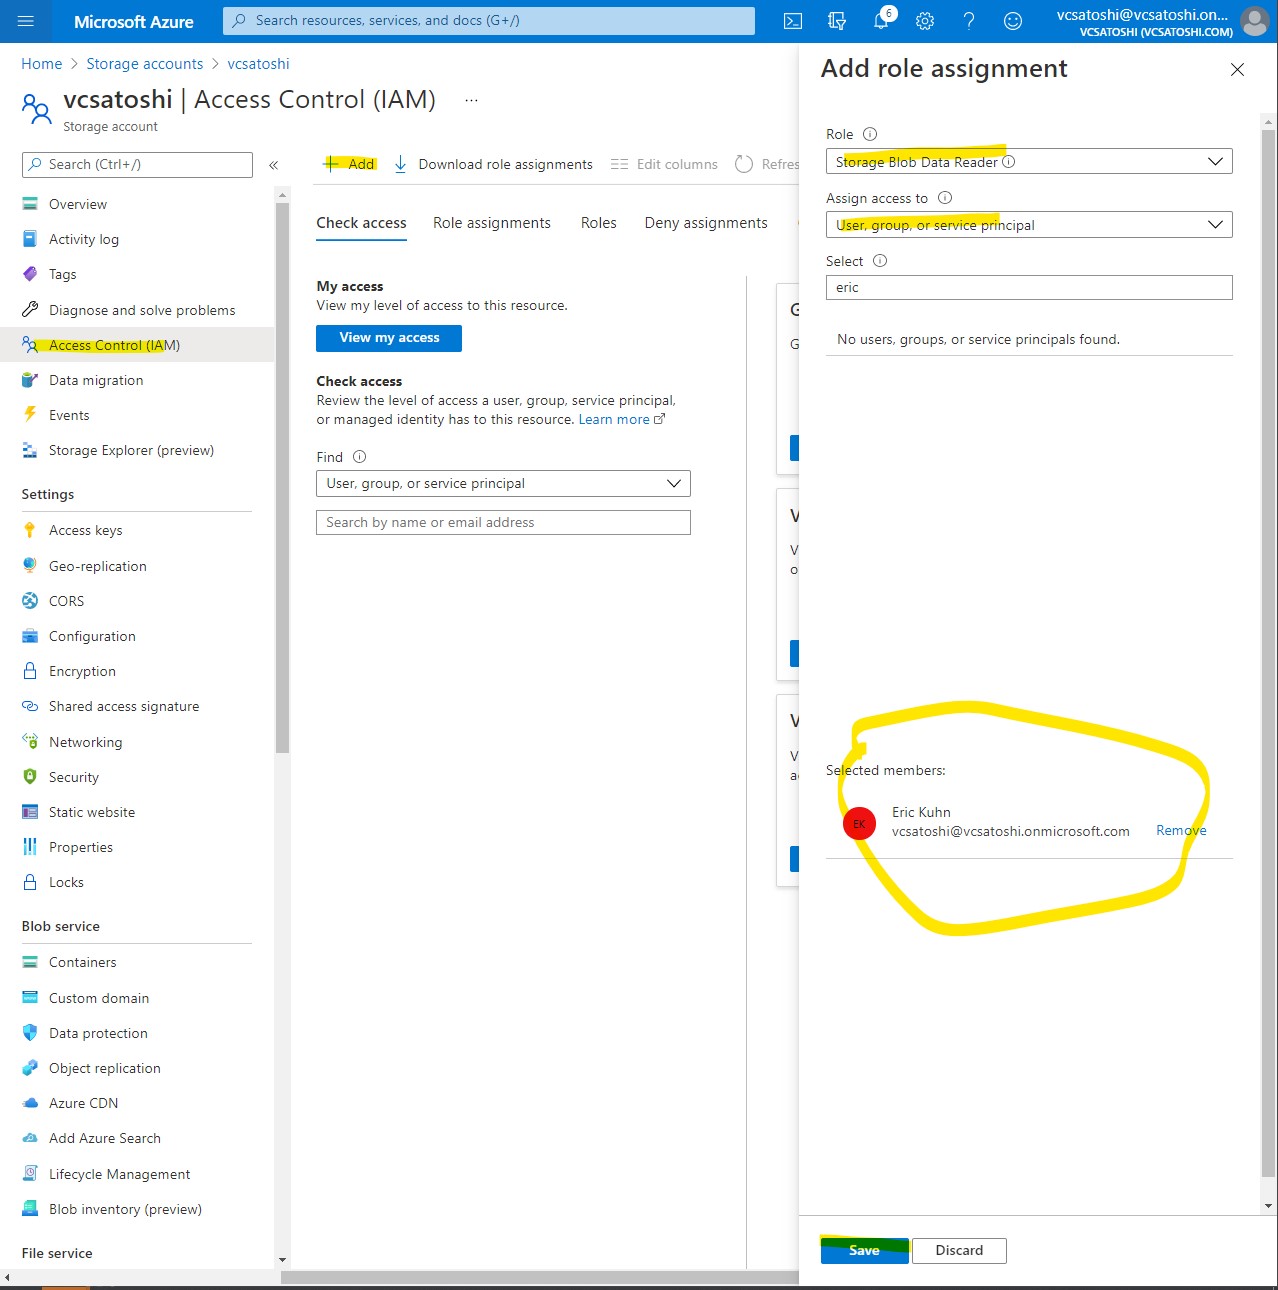 Microsoft Azure
Search resources, services, and docs (G+/)
6
vcsatoshi@vcsatoshi.on...
VCSATOSHI (VCSATOSHI.COM)
Home > Storage accounts > vcsatoshi
vcsatoshi | Access Control (IAM) ...
Storage account
Search (Ctrl+/)
«
Overview
Activity log
Tags
Diagnose and solve problems
Access Control (IAM)
Data migration
Events
Storage Explorer (preview)
Settings
Access keys
Geo-replication
CORS
Configuration
Encryption
Shared access signature
Networking
Security
Static website
Properties
Locks
Blob service
Containers
Custom domain
Data protection
Object replication
Azure CDN
Add Azure Search
Lifecycle Management
Blob inventory (preview)
File service
+ Add
Download role assignments
Edit columns
Refres
Check access
Role assignments
Roles
Deny assignments
My access
View my level of access to this resource.
View my access
Check access
Review the level of access a user, group, service principal,
or managed identity has to this resource. Learn more
Find
User, group, or service principal
Search by name or email address
G
G
V
V
o
V
V
a
Add role assignment
Role
Storage Blob Data Reader
Assign access to
User, group, or service principal
Select
eric
No users, groups, or service principals found.
Selected members:
EK
Eric Kuhn
vcsatoshi@vcsatoshi.onmicrosoft.com
Remove
Save
Discard